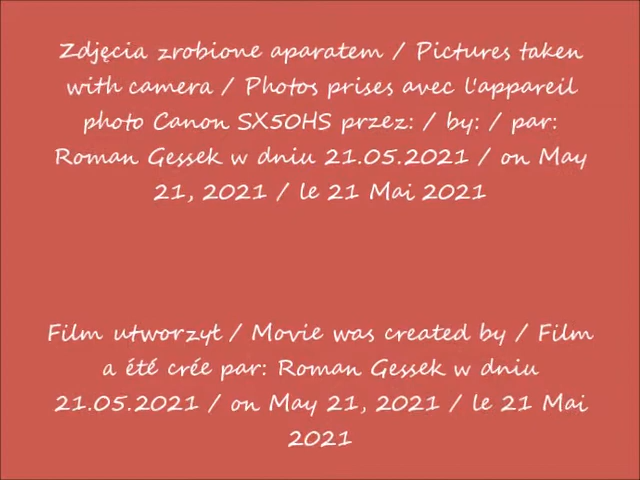 Zdjęcia zrobione aparatem / Pictures taken
with camera / Photos prises avec l'appareil
photo Canon SX50HS przez: / by: / par:
Roman Gessek w dniu 21.05.2021 / on May
21, 2021 / le 21 Mai 2021
Film utworzył / Movie was created by / Film
a été crée par: Roman Gessek w dniu
21.05.2021 / on May 21, 2021 / le 21 Mai
2021